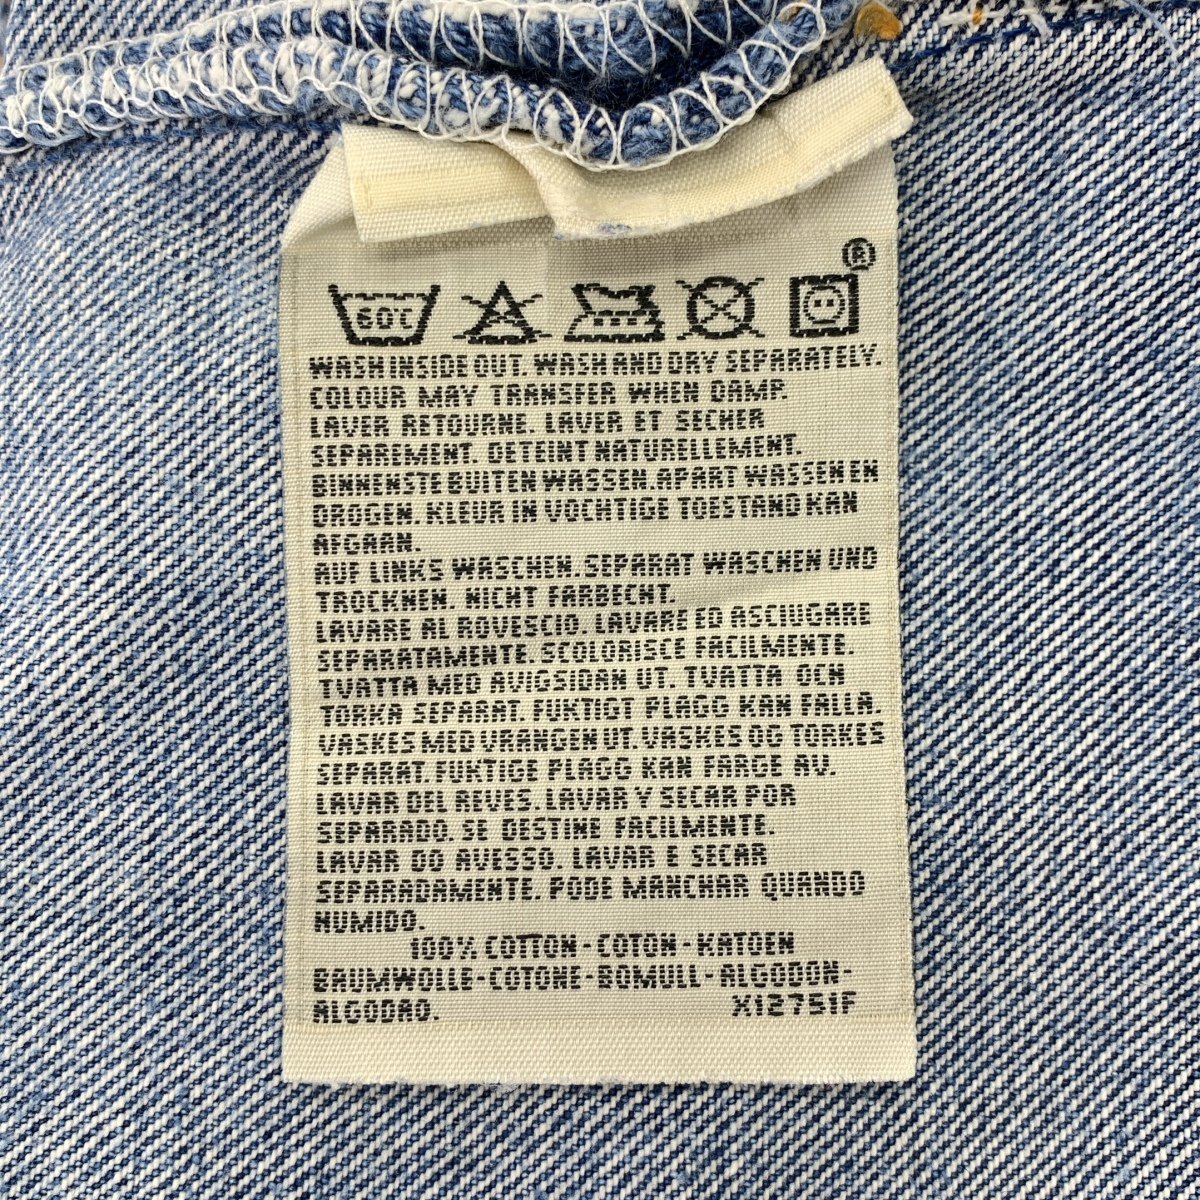 ®
60C
WASH INSIDE OUT. WASH AND DRY SEPARATELY.
COLOUR MAY TRANSFER WHEN DAMP.
LAVER RETOURNE. LAVER ET SECHER
SEPAREMENT. DETEINT NATURELLEMENT.
BINNENSTE BUITEN WASSEN. APART WASSEN EN
DROGEN. KLEUR IN VOCHTIGE TOESTAND KAN
AFGAAN.
AUF LINKS WASCHEN. SEPARAT WASCHEN UND
TROCKNEN. NICHT FARBECHT.
LAVARE AL ROVESCIO. LAVARE ED ASCIUGARE
SEPARATAMENTE. SCOLORISCE FACILMENTE.
TVATTA MED AVIGSIDAN UT. TVATTA OCH
TORKA SEPARAT. FUKTIGT PLAGG KAN FALLA.
VASKES MED VRANGEN UT. VASKES OG TORKES
SEPARAT. FUKTIGE PLAGG KAN FARGE AV.
LAVAR DEL REVES. LAVAR Y SECAR POR
SEPARADO. SE DESTINE FACILMENTE.
LAVAR DO AVESSO. LAVAR E SECAR
SEPARADAMENTE. PODE MANCHAR QUANDO
HUMIDO.
100% COTTON - COTON - KATOEN
BAUMWOLLE - COTONE - BOMULL - ALGODON -
ALGODAO. X12751F